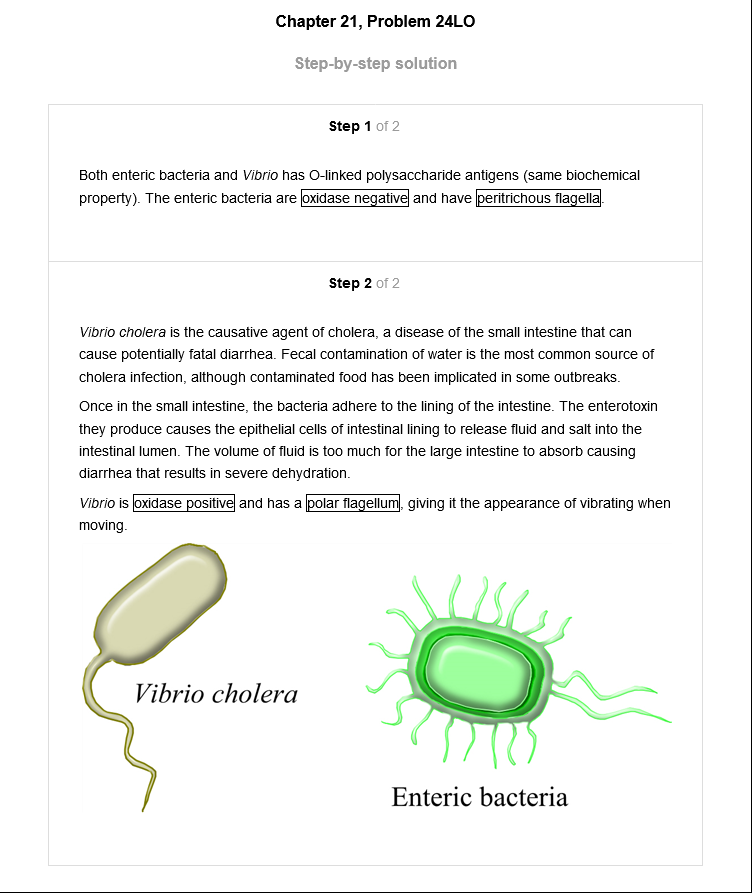 Chapter 21, Problem 24LO
Step-by-step solution
Step 1 of 2
Both enteric bacteria and Vibrio has O-linked polysaccharide antigens (same biochemical
property). The enteric bacteria are oxidase negative and have peritrichous flagella.
Step 2 of 2
Vibrio cholera is the causative agent of cholera, a disease of the small intestine that can
cause potentially fatal diarrhea. Fecal contamination of water is the most common source of
cholera infection, although contaminated food has been implicated in some outbreaks.
Once in the small intestine, the bacteria adhere to the lining of the intestine. The enterotoxin
they produce causes the epithelial cells of intestinal lining to release fluid and salt into the
intestinal lumen. The volume of fluid is too much for the large intestine to absorb causing
diarrhea that results in severe dehydration.
Vibrio is oxidase positive and has a polar flagellum, giving it the appearance of vibrating when
moving.
Vibrio cholera
Enteric bacteria